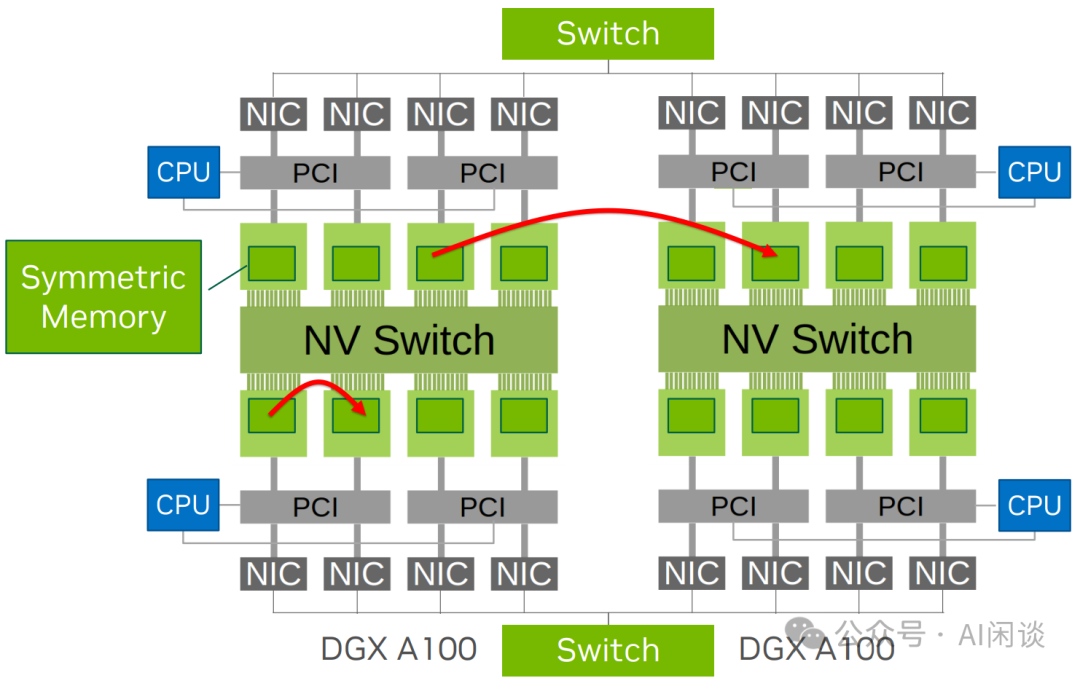 Switch
NIC NIC NIC NIC NIC NIC NIC NIC
CPU PCI PCI PCI PCI CPU
Symmetric
Memory
NV Switch NV Switch
CPU PCI PCI PCI PCI CPU
NIC NIC NIC NIC NIC NIC NIC NIC
DGX A100 Switch DGX A100
公众号 · AI闲谈